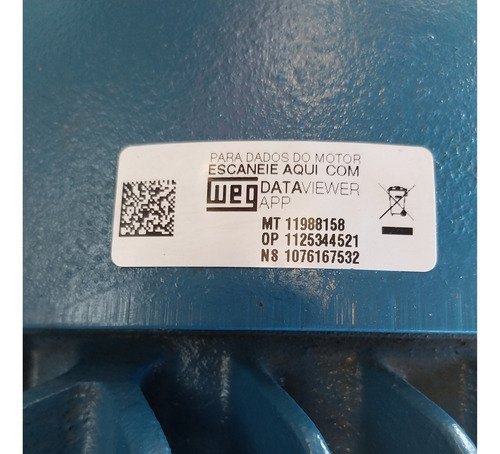 PARA DADOS DO MOTOR
ESCANEIE AQUI COM
WEG DATAVIEWER
APP
MT 11988158
OP 1125344521
NS 1076167532